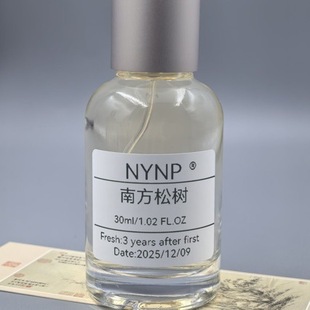 NYNP ®
南方松树
30ml/1.02 FL.OZ
Fresh:3 years after first
Date:2025/12/09